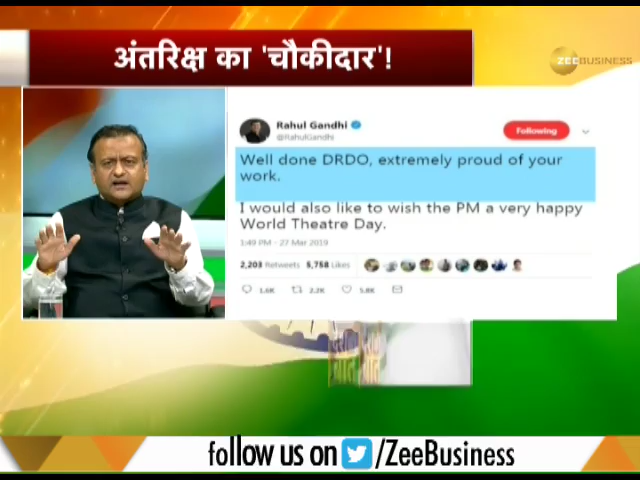 अंतरिक्ष का 'चौकीदार'!
ZEEBUSINESS
Rahul Gandhi
@RahulGandhi
Following
Well done DRDO, extremely proud of your
work.
I would also like to wish the PM a very happy
World Theatre Day.
1:49 PM - 27 Mar 2019
2,203 Retweets 5,758 Likes
1.6K 2.2K 5.8K
follow us on /ZeeBusiness